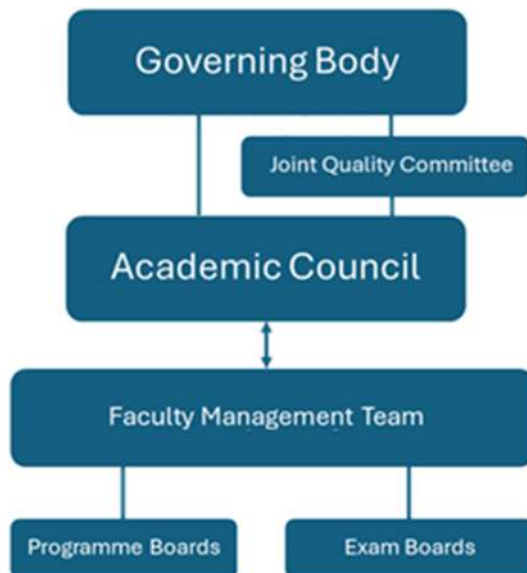 Governing Body
Joint Quality Committee
Academic Council
Faculty Management Team
Programme Boards
Exam Boards